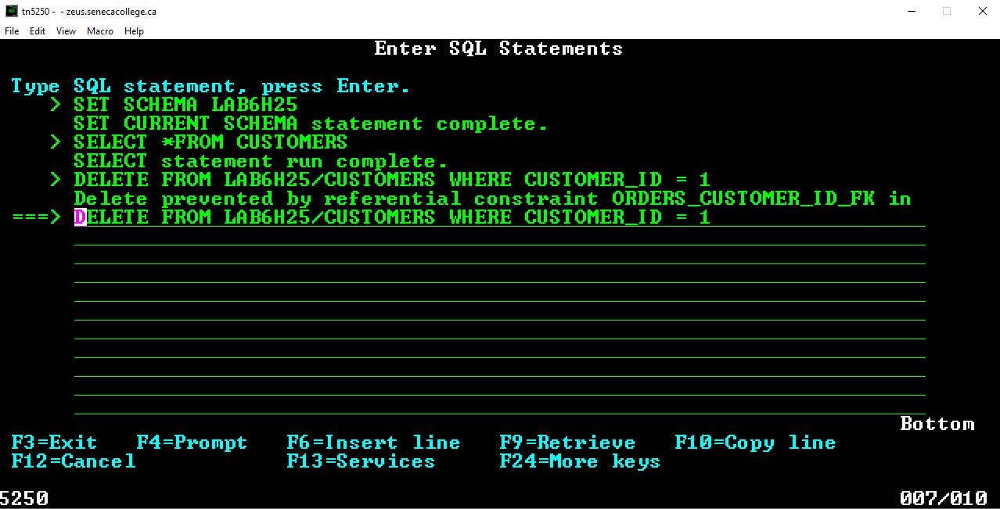 tn5250 - - zeus.senecacollege.ca
File Edit View Macro Help
Enter SQL Statements
Type SQL statement, press Enter.
> SET SCHEMA LAB6H25
SET CURRENT SCHEMA statement complete.
> SELECT *FROM CUSTOMERS
SELECT statement run complete.
> DELETE FROM LAB6H25/CUSTOMERS WHERE CUSTOMER_ID = 1
Delete prevented by referential constraint ORDERS_CUSTOMER_ID_FK in
===> DELETE FROM LAB6H25/CUSTOMERS WHERE CUSTOMER_ID = 1
Bottom
F3=Exit F4=Prompt F6=Insert line F9=Retrieve F10=Copy line
F12=Cancel F13=Services F24=More keys
5250 007/010